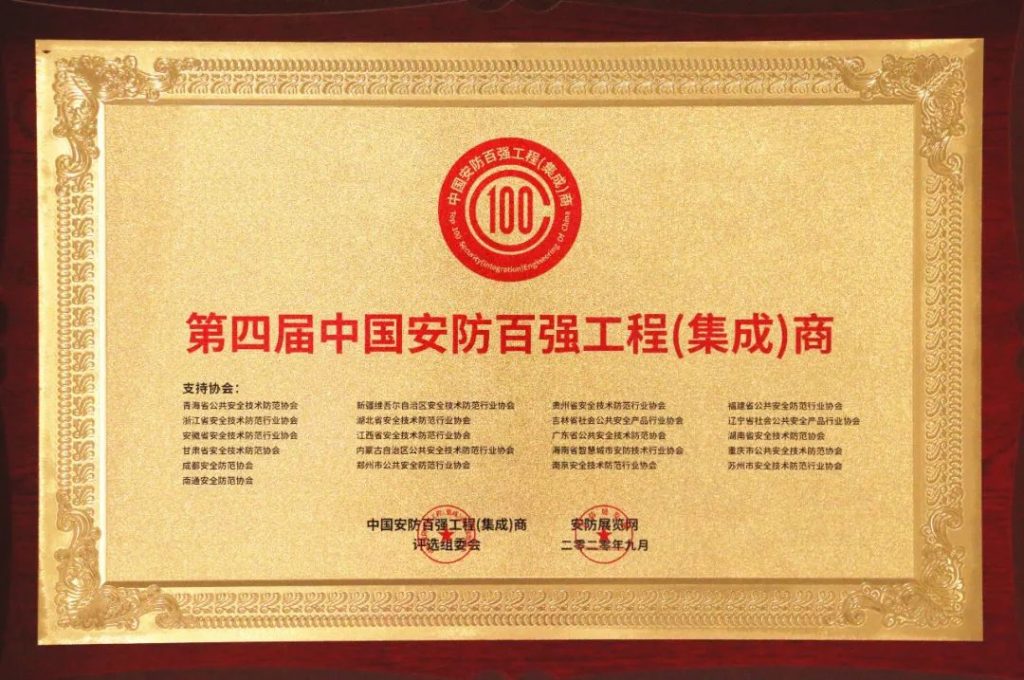 中国安防百强工程(集成)商
100
Top 100 Security(Integration)Engineering Of China
第四届中国安防百强工程(集成)商
支持协会：
青海省公共安全技术防范协会 新疆维吾尔自治区安全技术防范行业协会 贵州省安全技术防范行业协会 福建省公共安全防范行业协会
浙江省安全技术防范行业协会 湖北省安全技术防范行业协会 吉林省社会公共安全产品行业协会 辽宁省社会公共安全产品行业协会
安徽省安全技术防范行业协会 江西省安全技术防范行业协会 广东省公共安全技术防范协会 湖南省安全技术防范协会
甘肃省安全技术防范协会 内蒙古自治区公共安全技术防范行业协会 海南省智慧城市安防技术行业协会 重庆市公共安全技术防范协会
成都安全防范协会 郑州市公共安全防范行业协会 南京安全技术防范行业协会 苏州市安全技术防范行业协会
南通安全防范协会
中国安防百强工程(集成)商 安防展览网
评选组委会 二零二零年九月